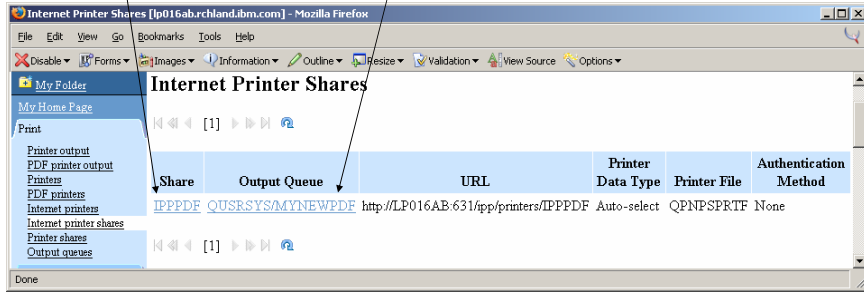 Internet Printer Shares [lp016ab.rchland.ibm.com] - Mozilla Firefox
File Edit View Go Bookmarks Tools Help
Disable Forms Images Information Outline Resize Validation View Source Options
My Folder
My Home Page
Print
Printer output
PDF printer output
Printers
PDF printers
Internet printers
Internet printer shares
Printer shares
Output queues
Internet Printer Shares
[1]
Share Output Queue URL Printer Data Type Printer File Authentication Method
IPPPDF QUSRSYS/MYNEWPDF http://LP016AB:631/ipp/printers/IPPPDF Auto-select QPNPSPRTF None
[1]
Done